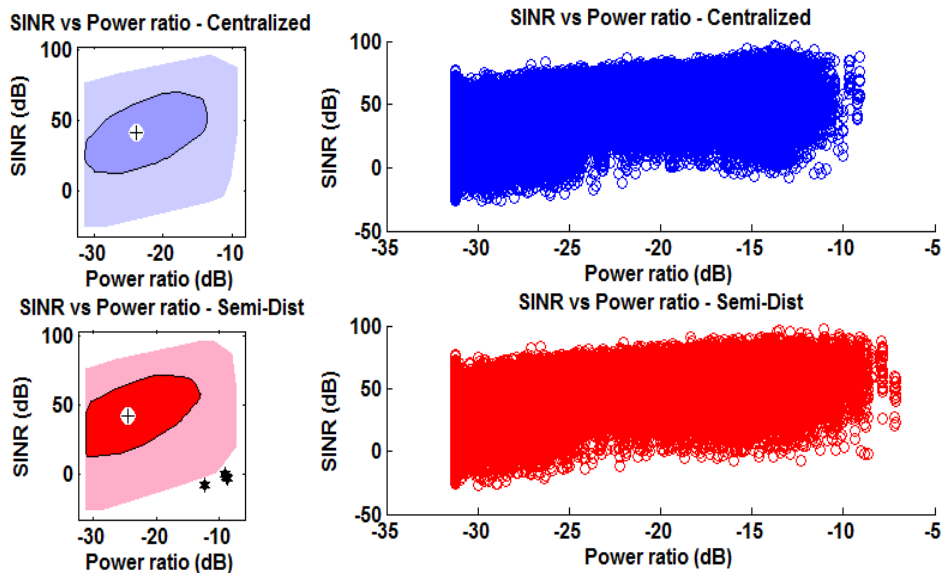 SINR vs Power ratio - Centralized
100
50
0
SINR (dB)
-30
-20
-10
Power ratio (dB)
SINR vs Power ratio - Centralized
100
50
0
-50
SINR (dB)
-35
-30
-25
-20
-15
-10
-5
Power ratio (dB)
SINR vs Power ratio - Semi-Dist
100
50
0
SINR (dB)
-30
-20
-10
Power ratio (dB)
SINR vs Power ratio - Semi-Dist
100
50
0
-50
SINR (dB)
-35
-30
-25
-20
-15
-10
-5
Power ratio (dB)